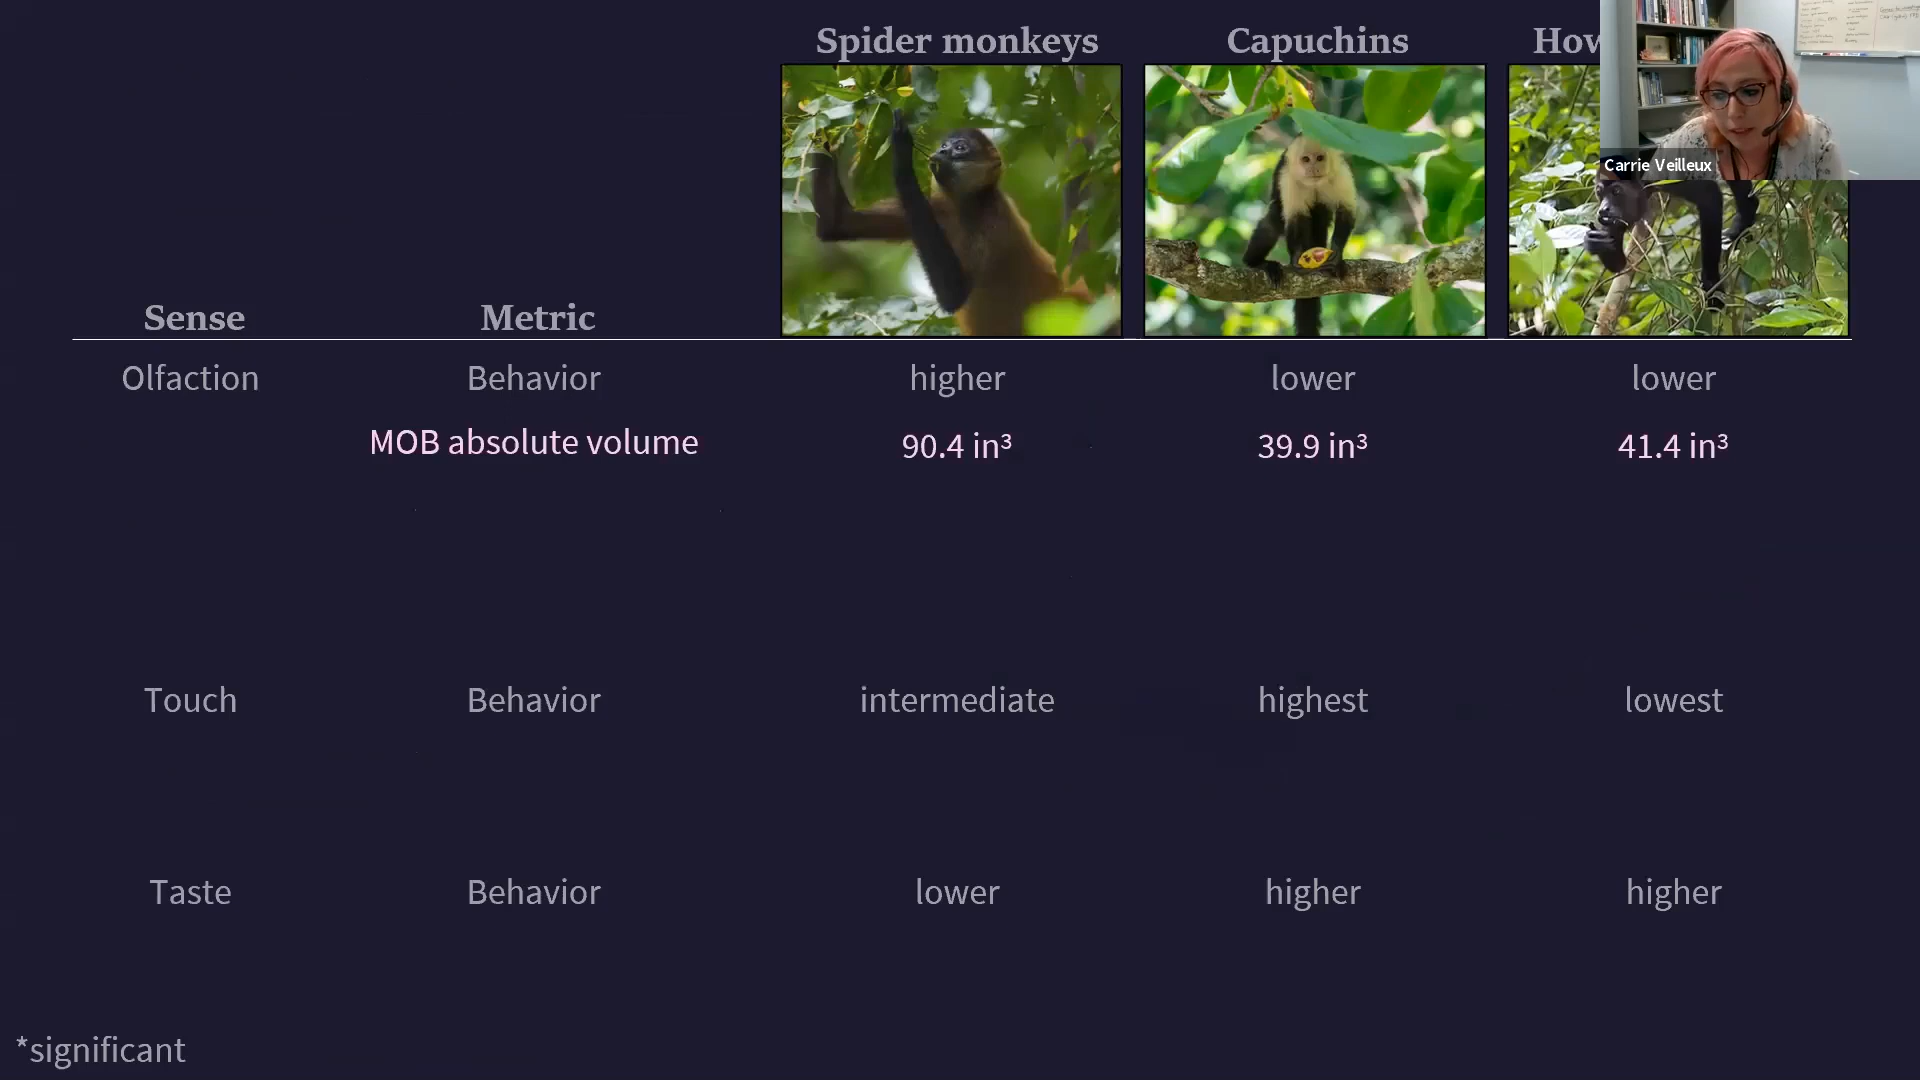 Spider monkeys Capuchins How
Carrie Veilleux
Sense Metric
Olfaction Behavior higher lower lower
MOB absolute volume 90.4 in³ 39.9 in³ 41.4 in³
Touch Behavior intermediate highest lowest
Taste Behavior lower higher higher
*significant